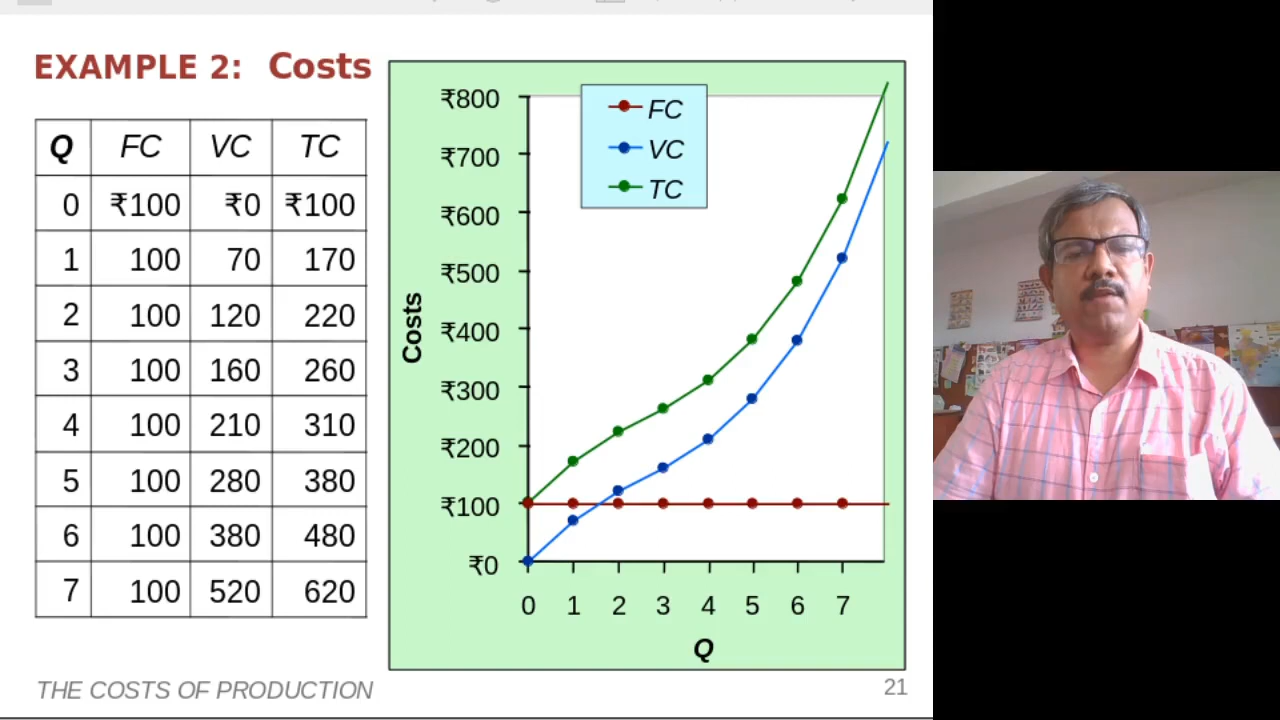 EXAMPLE 2: Costs
Q FC VC TC
0 ₹100 ₹0 ₹100
1 100 70 170
2 100 120 220
3 100 160 260
4 100 210 310
5 100 280 380
6 100 380 480
7 100 520 620
FC
VC
TC
₹800
₹700
₹600
₹500
₹400
₹300
₹200
₹100
₹0
Costs
0 1 2 3 4 5 6 7
Q
THE COSTS OF PRODUCTION
21